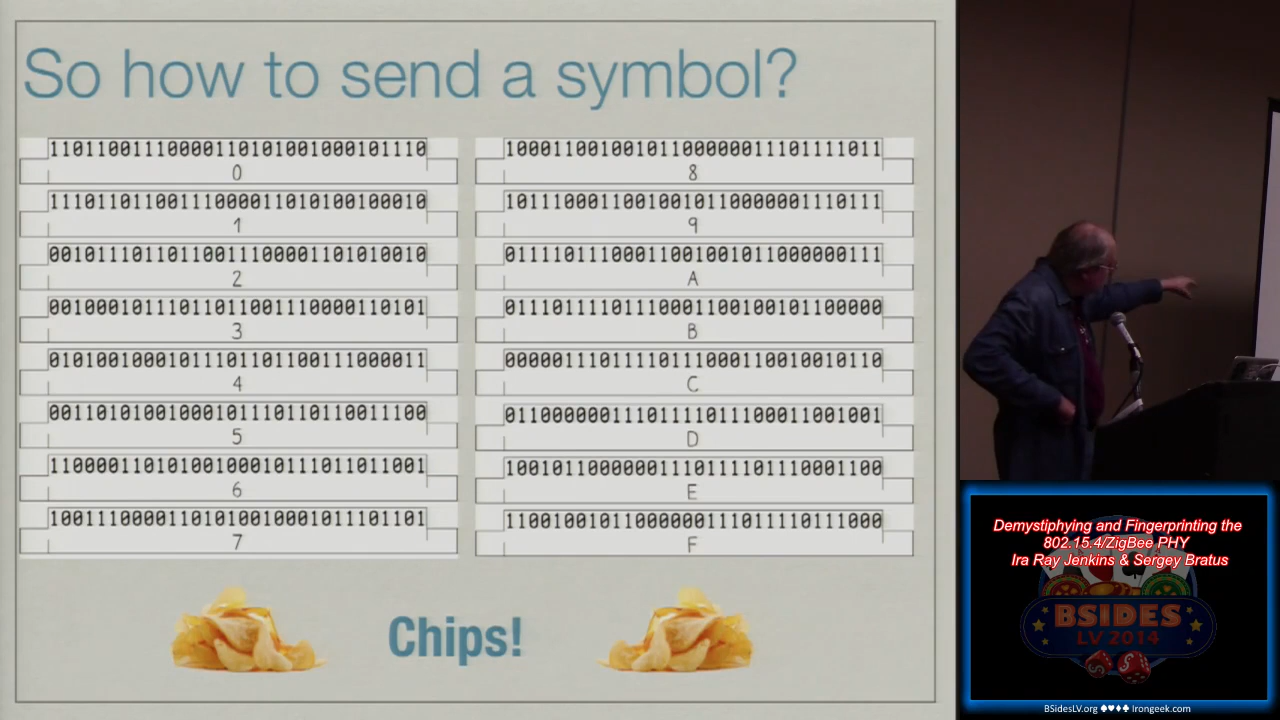 So how to send a symbol?
11011001110000110101001000101110
0
11101101100111000011010100100010
1
00101110110110011100001101010010
2
00100010111011011001110000110101
3
01010010001011101101100111000011
4
00110101001000101110110110011100
5
11000011010100100010111011011001
6
10011100001101010010001011101101
7
10001100100101100000011101111011
8
10111000110010010110000001110111
9
01111011100011001001011000000111
A
01110111101110001100100101100000
B
00000111011110111000110010010110
C
01100000011101111011100011001001
D
10010110000001110111101110001100
E
11001001011000000111011110111000
F
Chips!
Demystiphying and Fingerprinting the
802.15.4/ZigBee PHY
Ira Ray Jenkins & Sergey Bratus
BSIDES
LV 2014
BSidesLV.org ♠♥♦♣ Irongeek.com